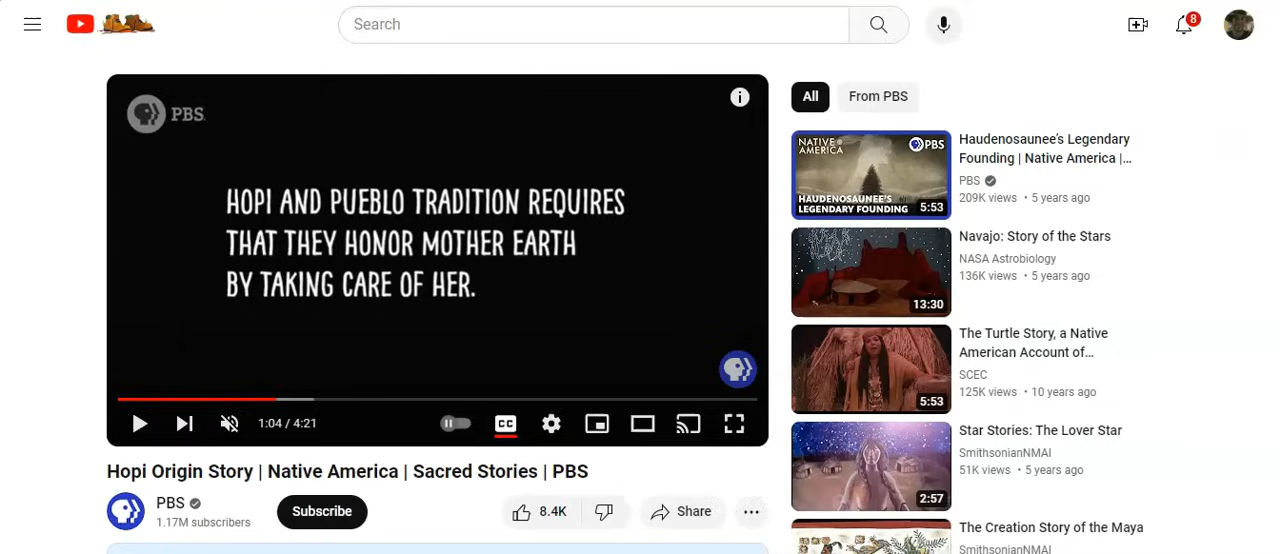 Search
8
PBS
HOPI AND PUEBLO TRADITION REQUIRES
THAT THEY HONOR MOTHER EARTH
BY TAKING CARE OF HER.
1:04 / 4:21
CC
Hopi Origin Story | Native America | Sacred Stories | PBS
PBS
1.17M subscribers
Subscribe
8.4K
Share
All
From PBS
NATIVE
AMERICA
PBS
HAUDENOSAUNEE'S
LEGENDARY FOUNDING
5:53
Haudenosaunee's Legendary
Founding | Native America |...
PBS
209K views • 5 years ago
13:30
Navajo: Story of the Stars
NASA Astrobiology
136K views • 5 years ago
5:53
The Turtle Story, a Native
American Account of...
SCEC
125K views • 10 years ago
2:57
Star Stories: The Lover Star
SmithsonianNMAI
51K views • 5 years ago
The Creation Story of the Maya
SmithsonianNMAI